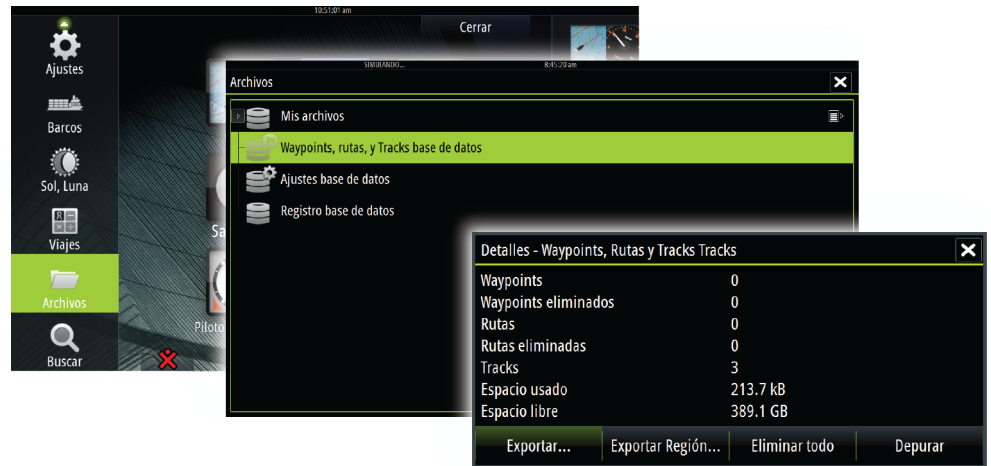 10:51:01 am
Cerrar
Ajustes
Barcos
Sol, Luna
Viajes
Archivos
Buscar
Sa
Piloto
SIMULANDO...
8:45:20 am
Archivos
Mis archivos
Waypoints, rutas, y Tracks base de datos
Ajustes base de datos
Registro base de datos
Detalles - Waypoints, Rutas y Tracks Tracks
Waypoints 0
Waypoints eliminados 0
Rutas 0
Rutas eliminadas 0
Tracks 3
Espacio usado 213.7 kB
Espacio libre 389.1 GB
Exportar... Exportar Región... Eliminar todo Depurar